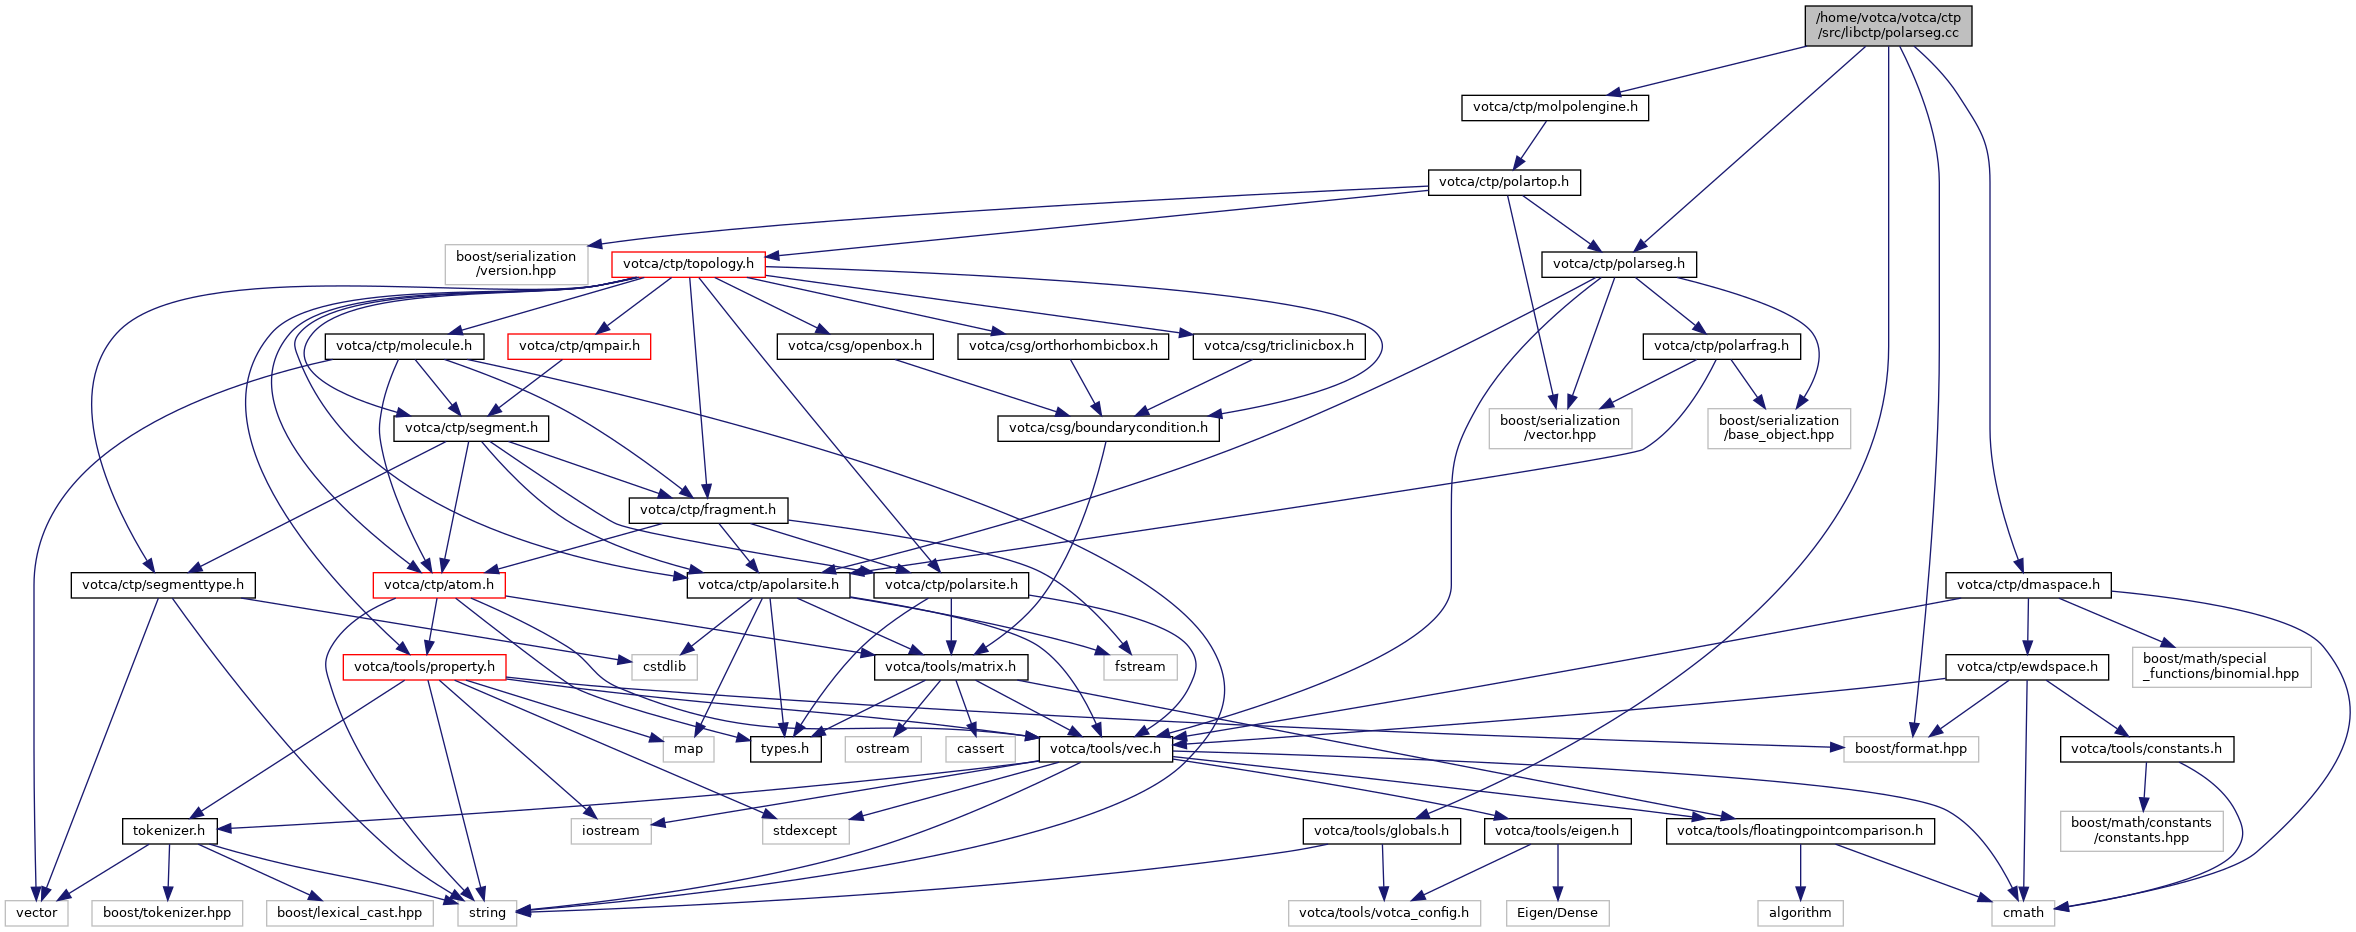 /home/votca/votca/ctp
/src/libctp/polarseg.cc
votca/ctp/molpolengine.h
votca/ctp/polartop.h
boost/serialization
/version.hpp
votca/ctp/topology.h
votca/ctp/polarseg.h
votca/ctp/molecule.h
votca/ctp/qmpair.h
votca/csg/openbox.h
votca/csg/orthorhombicbox.h
votca/csg/triclinicbox.h
votca/ctp/polarfrag.h
votca/ctp/segment.h
votca/csg/boundarycondition.h
boost/serialization
/vector.hpp
boost/serialization
/base_object.hpp
votca/ctp/fragment.h
votca/ctp/segmenttype.h
votca/ctp/atom.h
votca/ctp/apolarsite.h
votca/ctp/polarsite.h
votca/ctp/dmaspace.h
votca/tools/property.h
cstdlib
votca/tools/matrix.h
fstream
votca/ctp/ewdspace.h
boost/math/special
_functions/binomial.hpp
map
types.h
ostream
cassert
votca/tools/vec.h
boost/format.hpp
votca/tools/constants.h
tokenizer.h
iostream
stdexcept
votca/tools/globals.h
votca/tools/eigen.h
votca/tools/floatingpointcomparison.h
boost/math/constants
/constants.hpp
vector
boost/tokenizer.hpp
boost/lexical_cast.hpp
string
votca/tools/votca_config.h
Eigen/Dense
algorithm
cmath